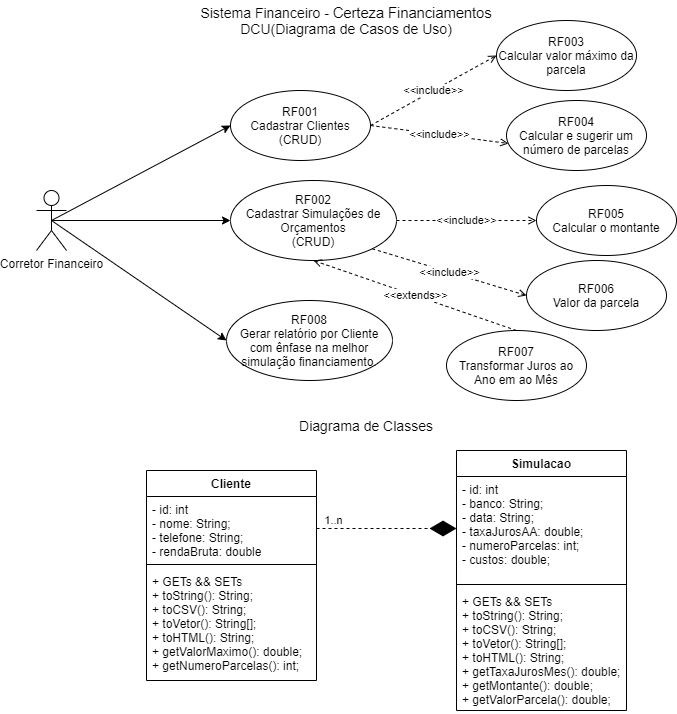 Sistema Financeiro - Certeza Financiamentos
DCU(Diagrama de Casos de Uso)
RF003
Calcular valor máximo da
parcela
<<include>>
RF001
Cadastrar Clientes
(CRUD)
<<include>>
RF004
Calcular e sugerir um
número de parcelas
RF002
Cadastrar Simulações de
Orçamentos
(CRUD)
<<include>>
RF005
Calcular o montante
Corretor Financeiro
<<include>>
RF006
Valor da parcela
<<extends>>
RF008
Gerar relatório por Cliente
com ênfase na melhor
simulação financiamento
RF007
Transformar Juros ao
Ano em ao Mês
Diagrama de Classes
Cliente
- id: int
- nome: String;
- telefone: String;
- rendaBruta: double
+ GETs && SETs
+ toString(): String;
+ toCSV(): String;
+ toVetor(): String[];
+ toHTML(): String;
+ getValorMaximo(): double;
+ getNumeroParcelas(): int;
1..n
Simulacao
- id: int
- banco: String;
- data: String;
- taxaJurosAA: double;
- numeroParcelas: int;
- custos: double;
+ GETs && SETs
+ toString(): String;
+ toCSV(): String;
+ toVetor(): String[];
+ toHTML(): String;
+ getTaxaJurosMes(): double;
+ getMontante(): double;
+ getValorParcela(): double;